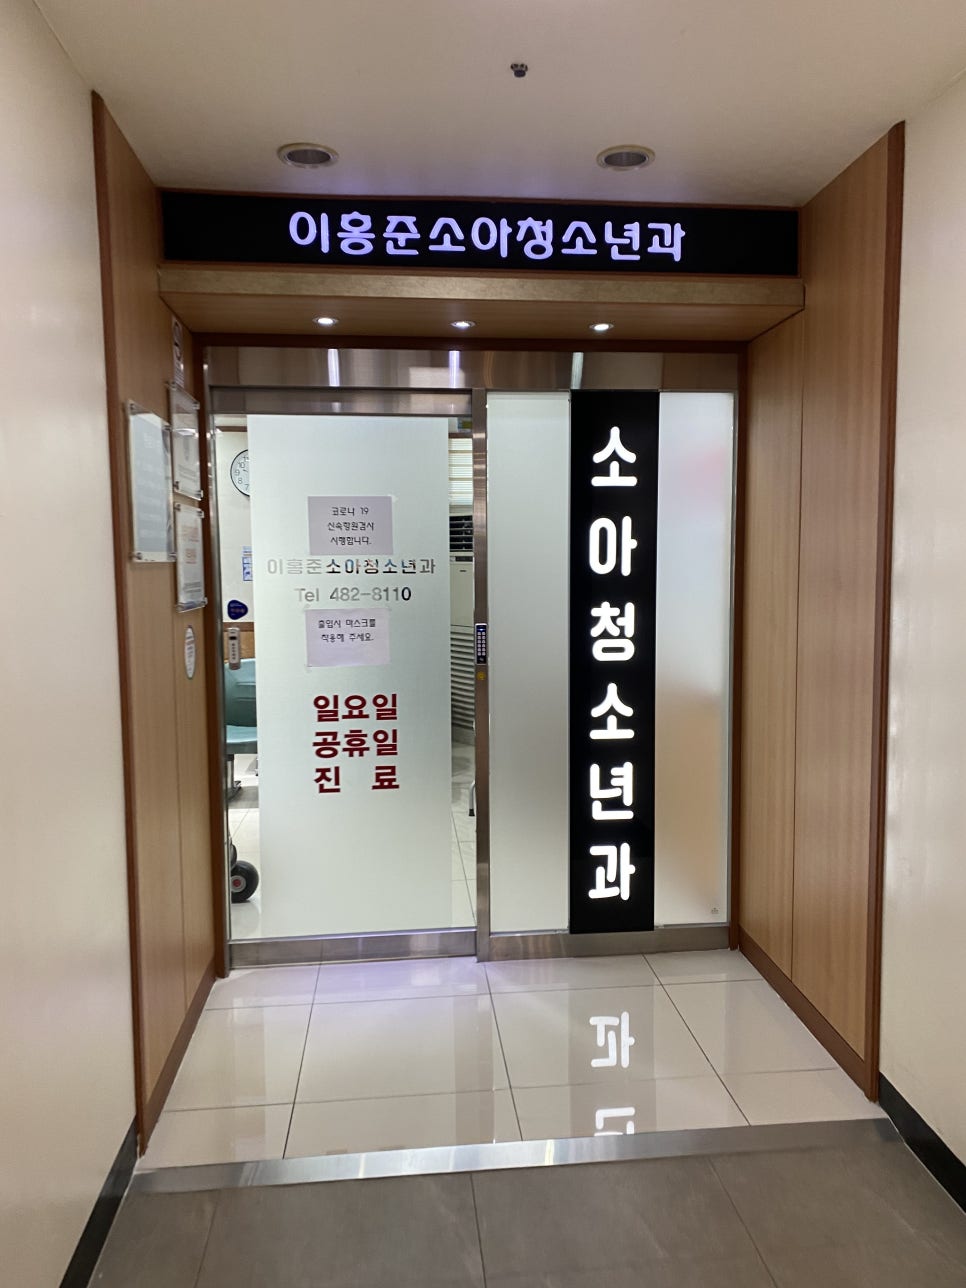 이홍준소아청소년과
코로나 19
신속항원검사
시행합니다.
이홍준소아청소년과
Tel 482-8110
출입시 마스크를
착용해 주세요.
일요일
공휴일
진 료
소아청소년과